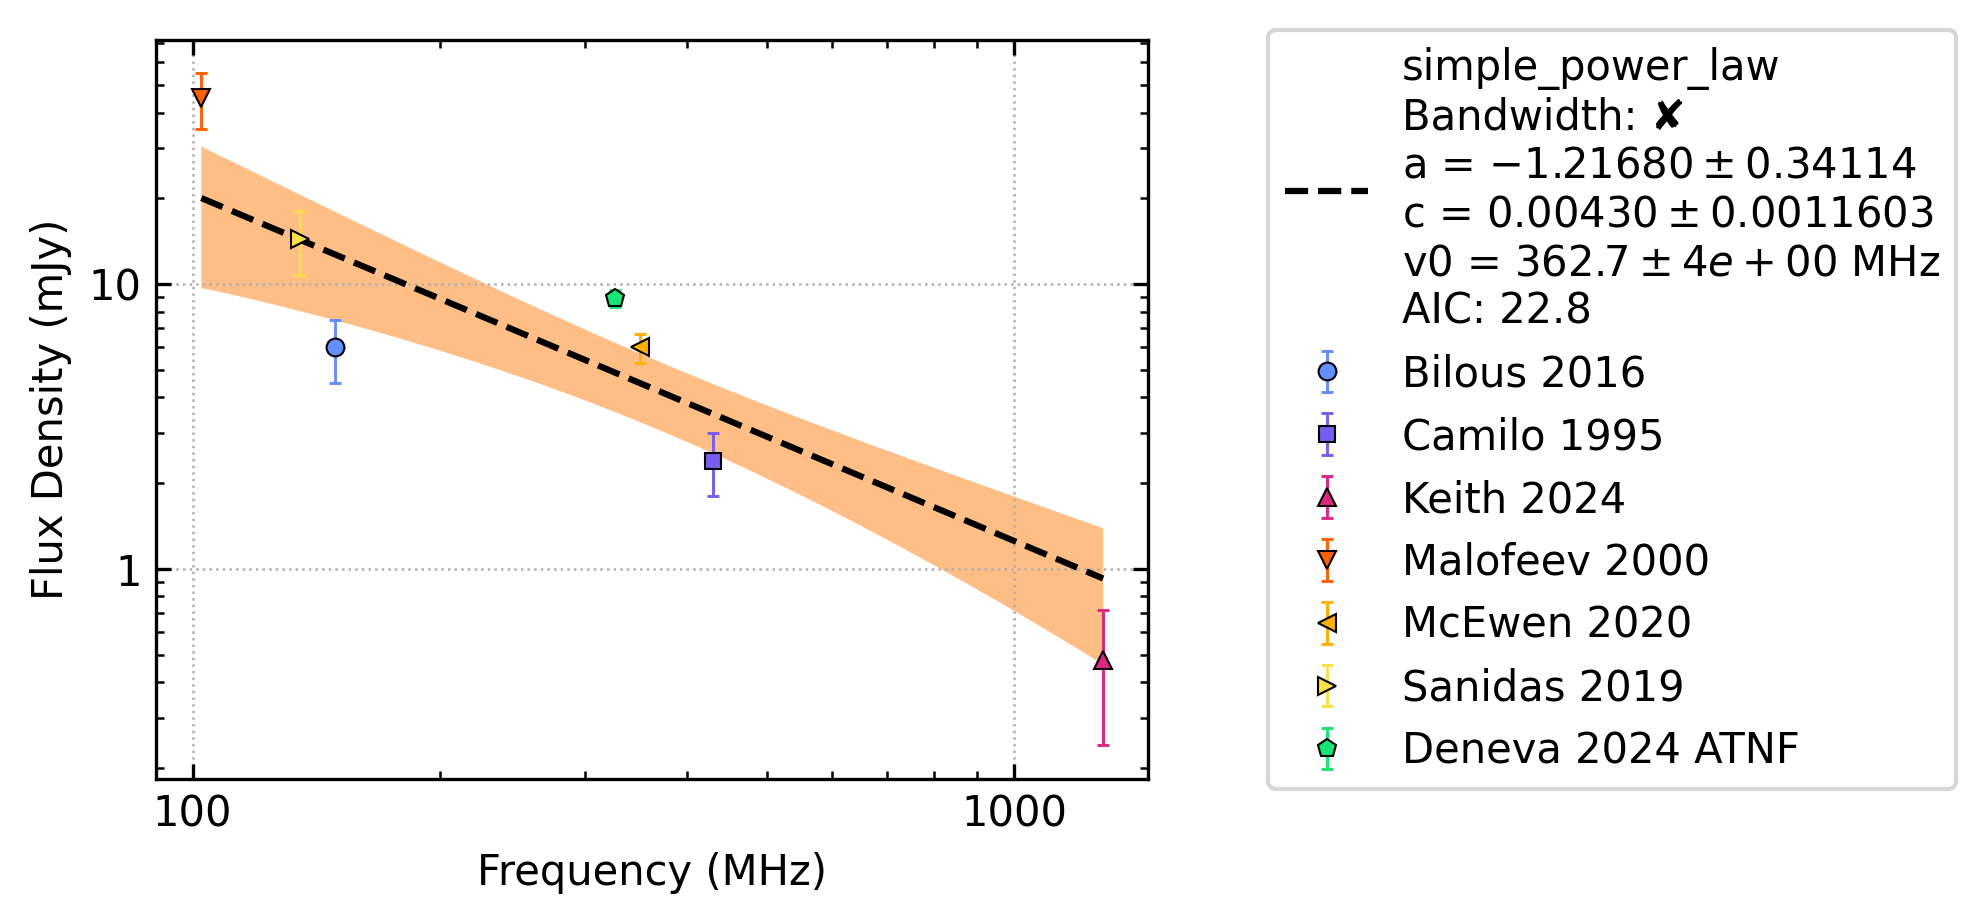 simple_power_law
Bandwidth: ✘
a = −1.21680 ± 0.34114
c = 0.00430 ± 0.0011603
v0 = 362.7 ± 4e + 00 MHz
AIC: 22.8
Bilous 2016
Camilo 1995
Keith 2024
Malofeev 2000
McEwen 2020
Sanidas 2019
Deneva 2024 ATNF
Flux Density (mJy)
10
1
100
1000
Frequency (MHz)